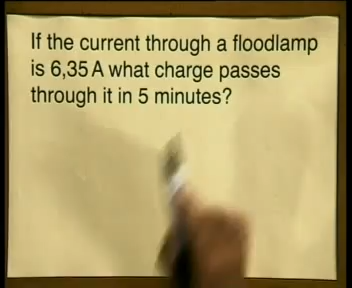 If the current through a floodlamp
is 6,35 A what charge passes
through it in 5 minutes?